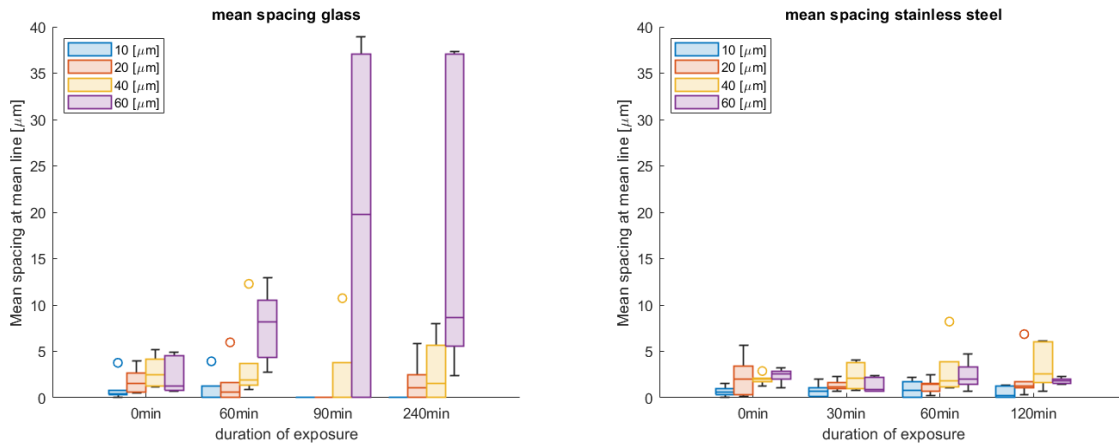 mean spacing glass
40
35
30
25
20
15
10
5
0
Mean spacing at mean line [μm]
10 [μm]
20 [μm]
40 [μm]
60 [μm]
0min 60min 90min 240min
duration of exposure
mean spacing stainless steel
40
35
30
25
20
15
10
5
0
Mean spacing at mean line [μm]
10 [μm]
20 [μm]
40 [μm]
60 [μm]
0min 30min 60min 120min
duration of exposure